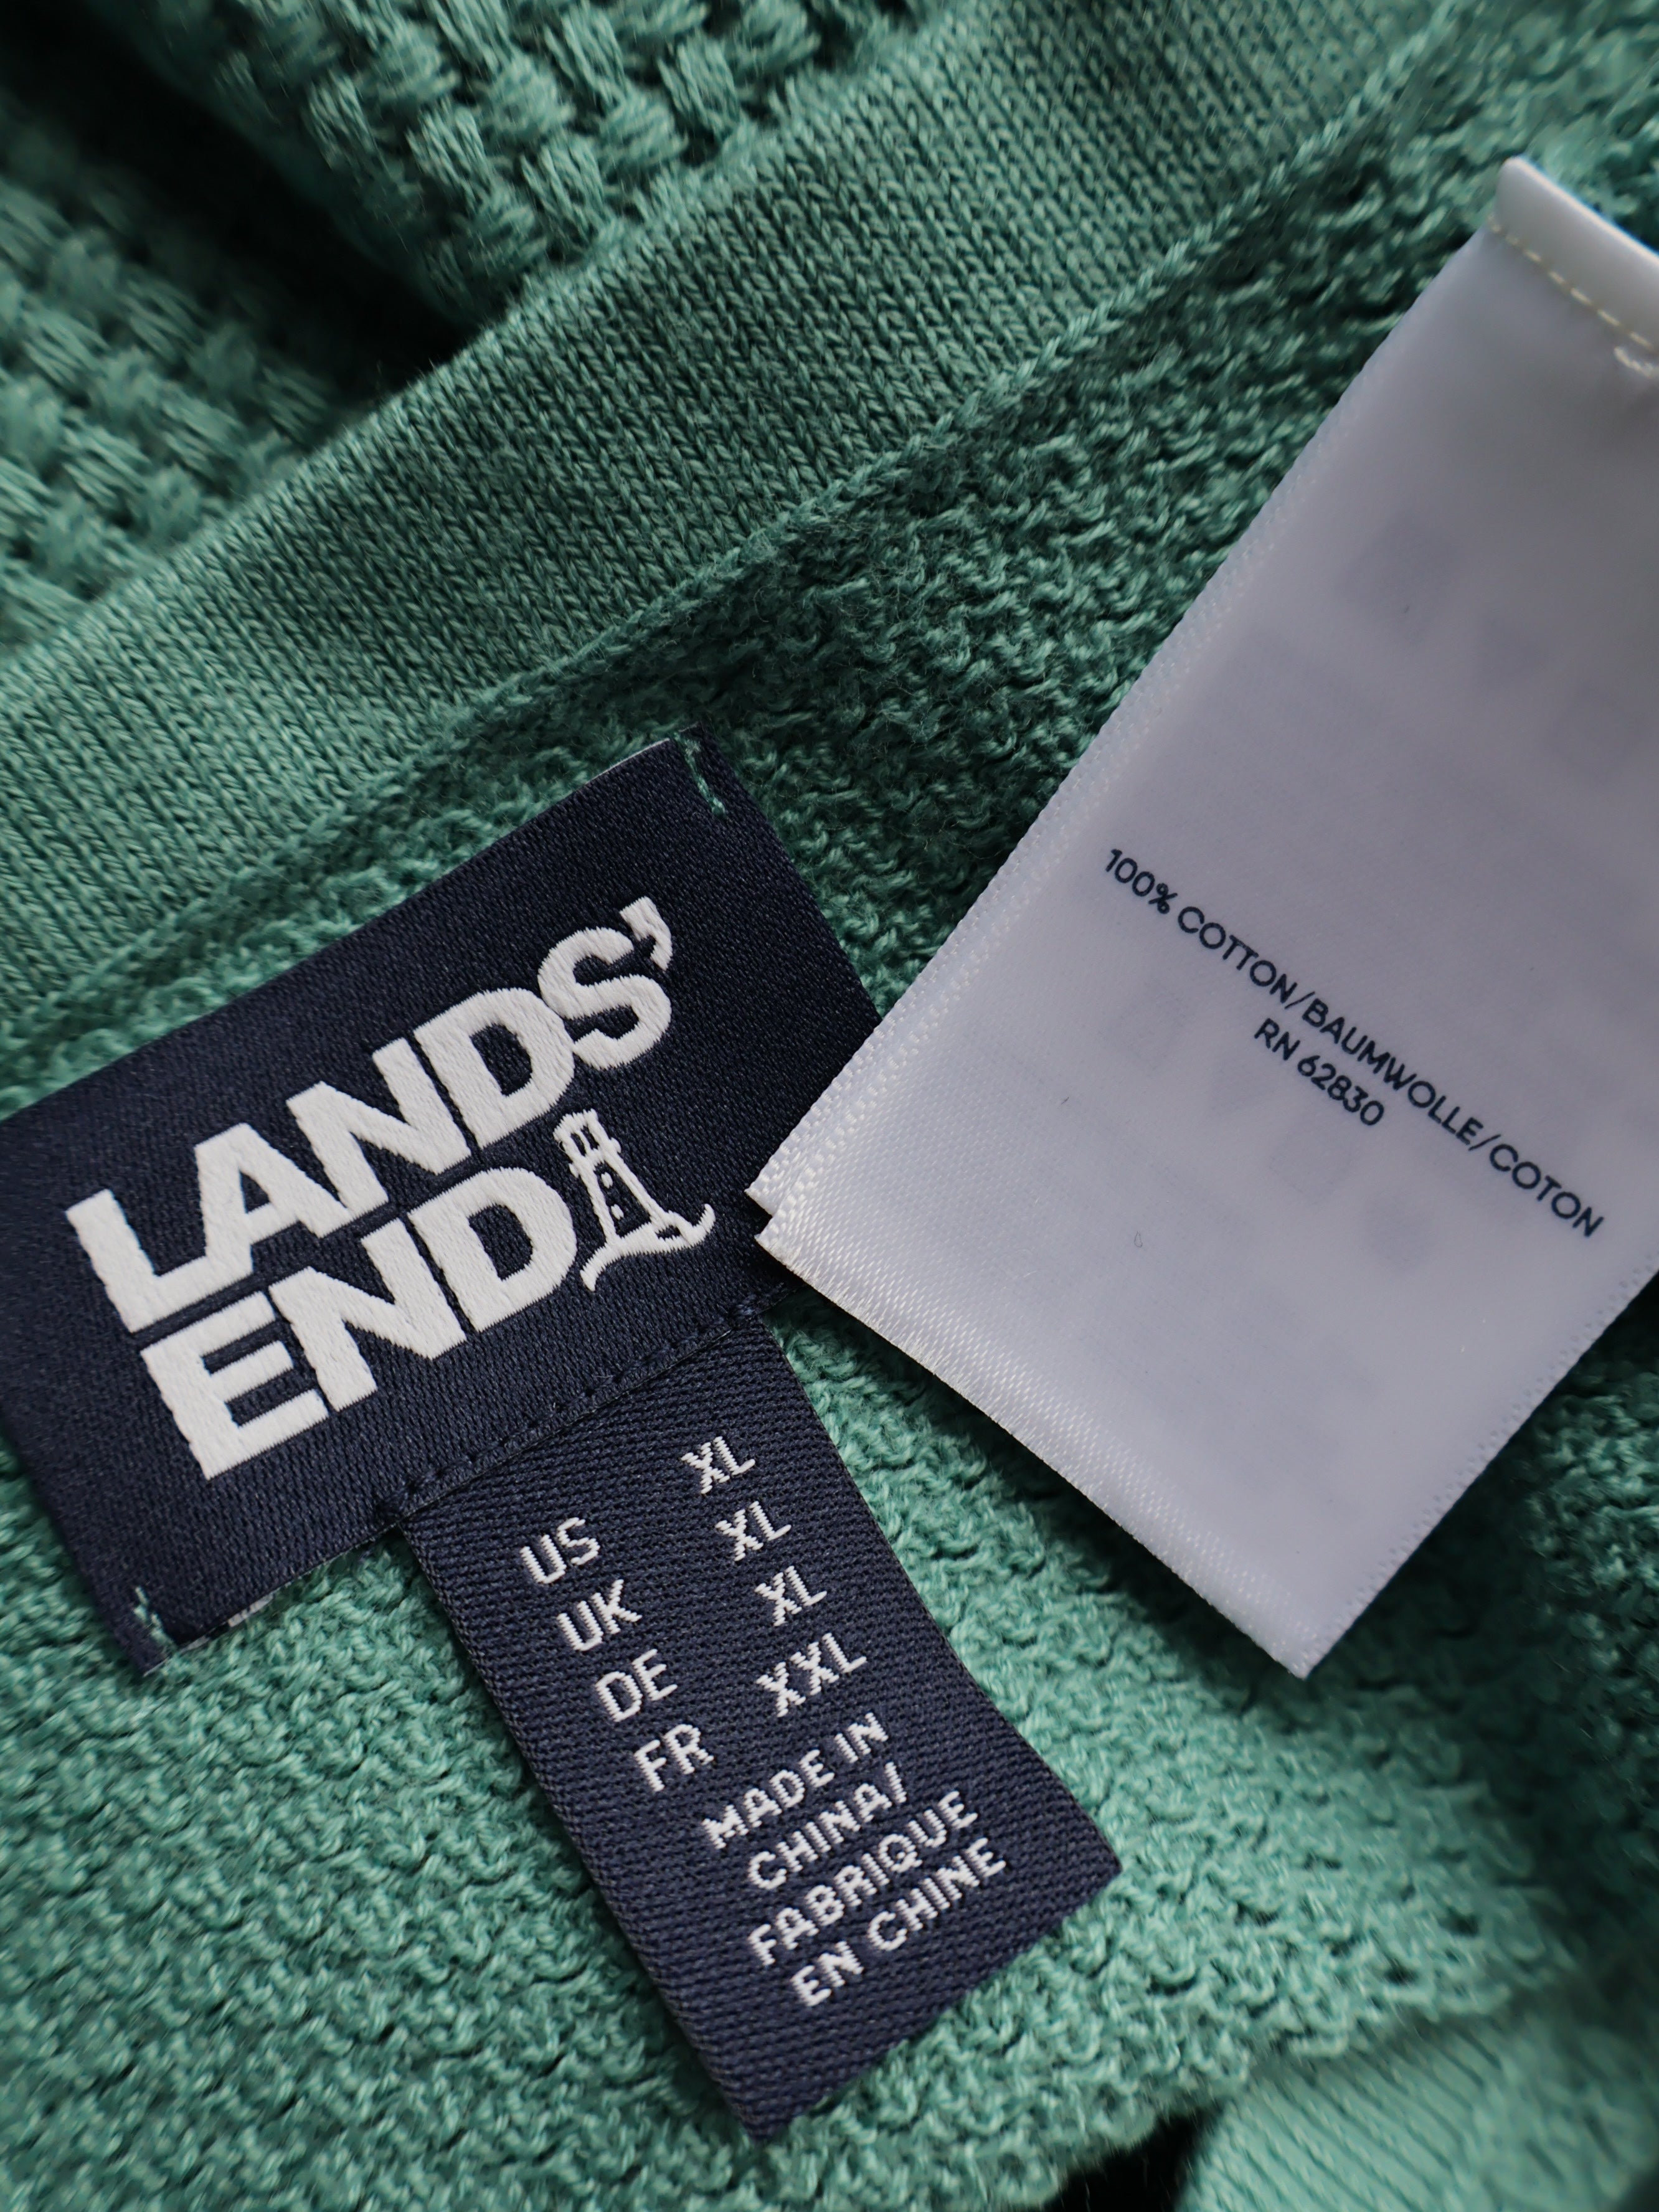 LANDS'
END
US XL
UK XL
DE XL
FR XXL
MADE IN
CHINA/
FABRIQUE
EN CHINE
100% COTTON/BAUMWOLLE/COTON
RN 62830